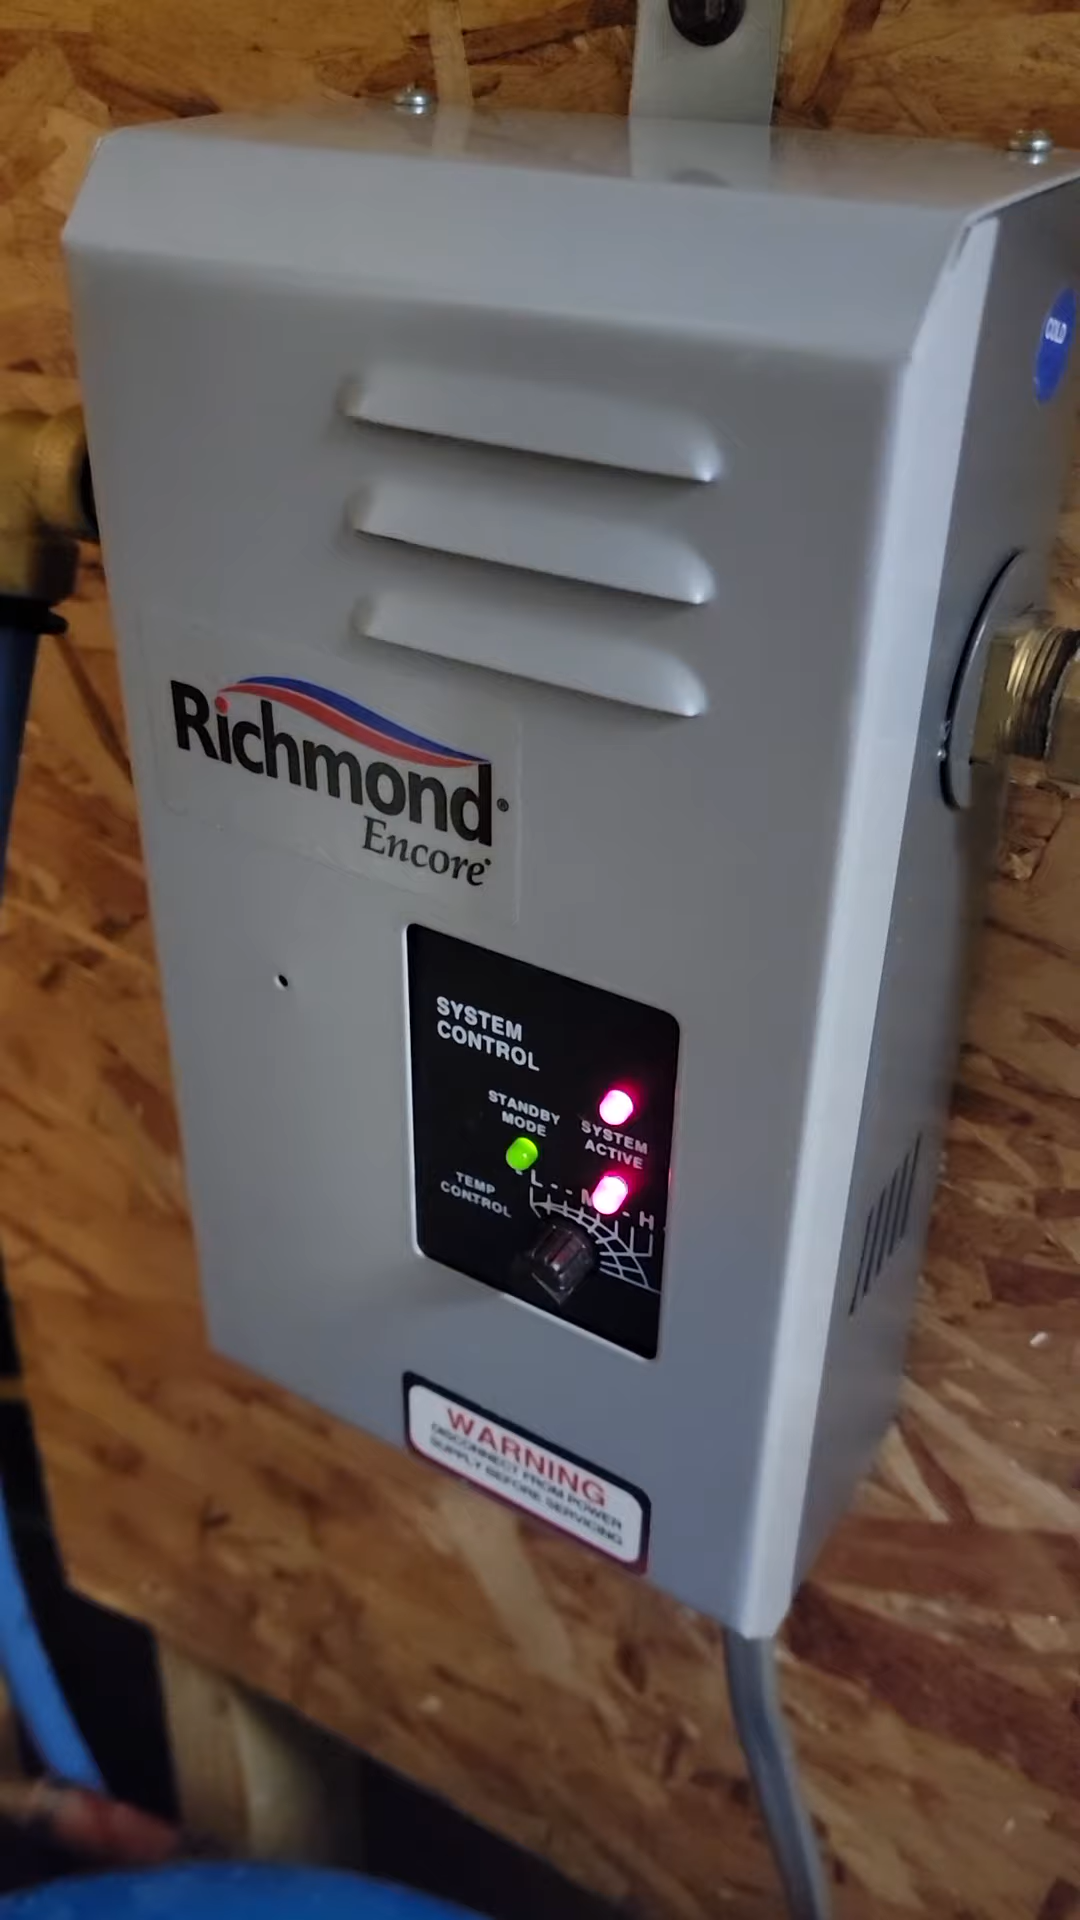 COLD
Richmond®
Encore
SYSTEM
CONTROL
STANDBY
MODE
SYSTEM
ACTIVE
TEMP
CONTROL
L - - M - H
WARNING
DISCONNECT FROM POWER
SUPPLY BEFORE SERVICING